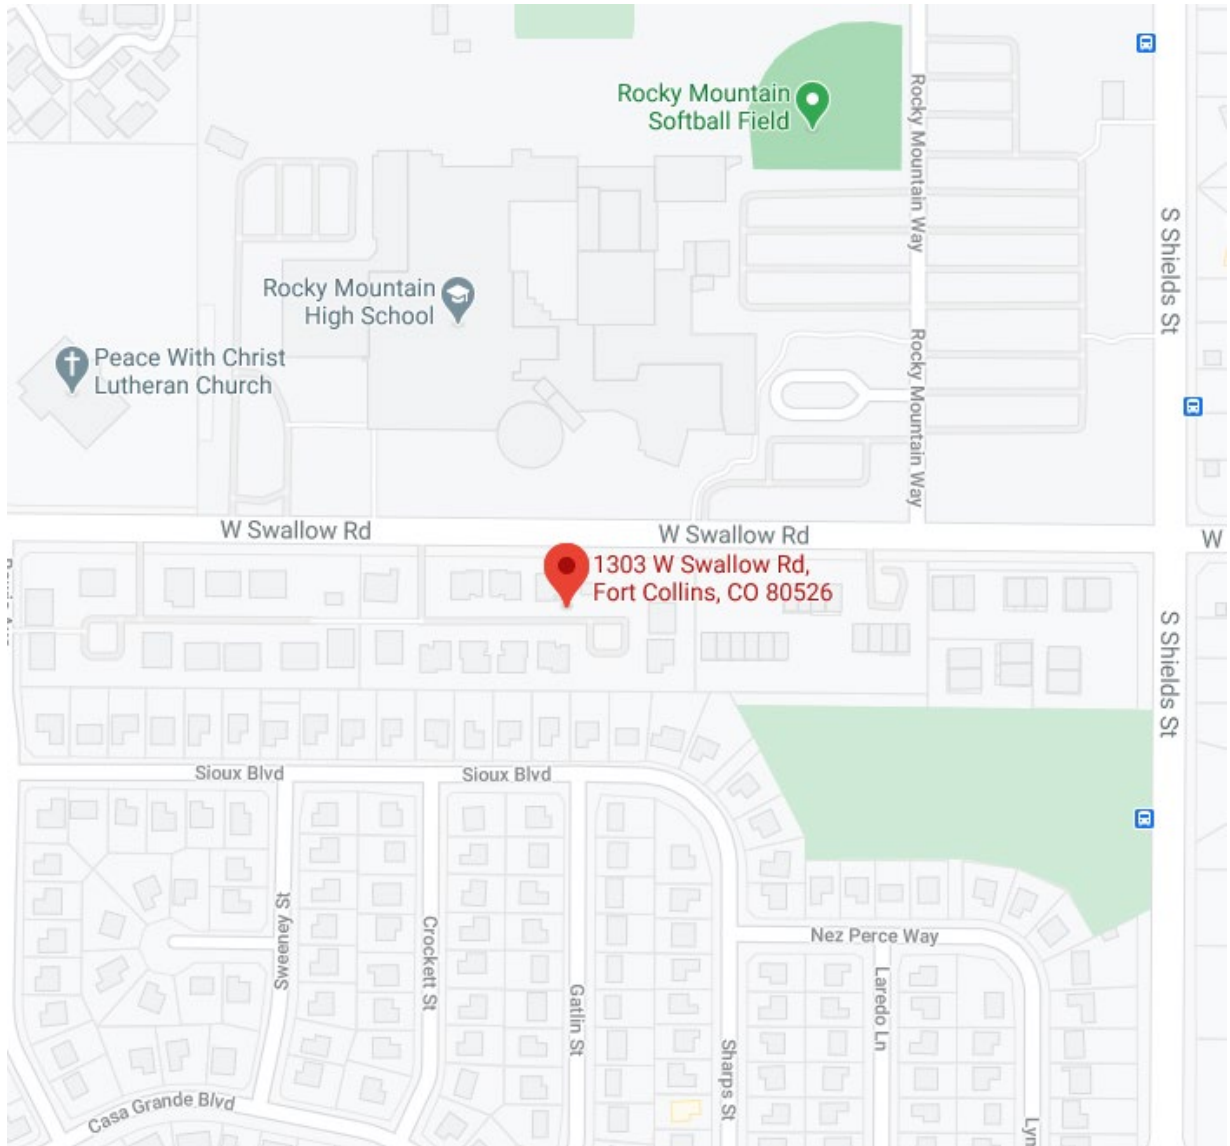 Rocky Mountain
Softball Field
Rocky Mountain Way
S Shields St
Rocky Mountain
High School
Peace With Christ
Lutheran Church
Rocky Mountain Way
W Swallow Rd
W Swallow Rd
W
1303 W Swallow Rd,
Fort Collins, CO 80526
S Shields St
Sioux Blvd
Sioux Blvd
Sweeney St
Crockett St
Nez Perce Way
Gatlin St
Laredo Ln
Sharps St
Casa Grande Blvd
Lyn